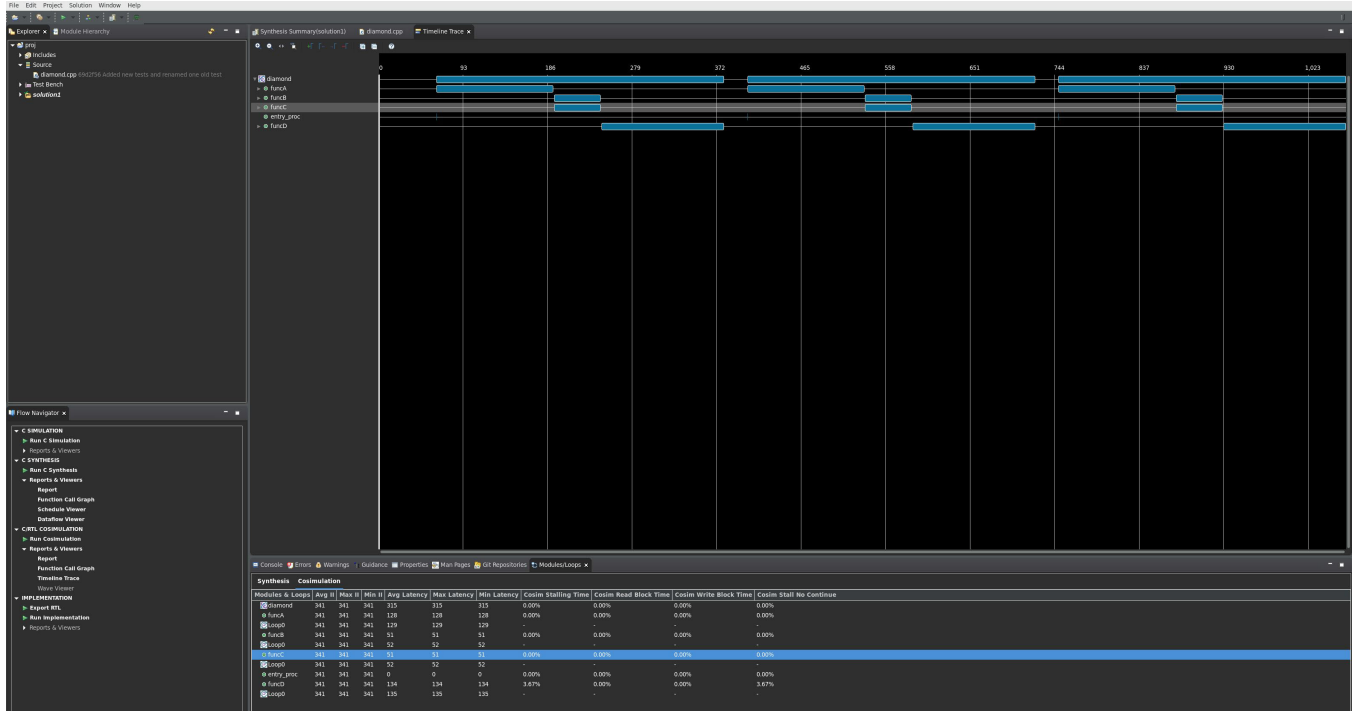 File Edit Project Solution Window Help
Explorer Module Hierarchy
proj
Includes
Source
diamond.cpp 69d2f56 Added new tests and renamed one old test
Test Bench
solution1
Synthesis Summary(solution1) diamond.cpp Timeline Trace
0 93 186 279 372 465 558 651 744 837 930 1,023
diamond
funcA
funcB
funcC
entry_proc
funcD
Flow Navigator
C SIMULATION
Run C Simulation
Reports & Viewers
C SYNTHESIS
Run C Synthesis
Reports & Viewers
Report
Function Call Graph
Schedule Viewer
Dataflow Viewer
C/RTL COSIMULATION
Run Cosimulation
Reports & Viewers
Report
Function Call Graph
Timeline Trace
Wave Viewer
IMPLEMENTATION
Export RTL
Run Implementation
Reports & Viewers
Console Errors Warnings Guidance Properties Man Pages Git Repositories Modules/Loops
Synthesis Cosimulation
Modules & Loops Avg II Max II Min II Avg Latency Max Latency Min Latency Cosim Stalling Time Cosim Read Block Time Cosim Write Block Time Cosim Stall No Continue
diamond 341 341 341 315 315 315 0.00% 0.00% 0.00% 0.00%
funcA 341 341 341 128 128 128 0.00% 0.00% 0.00% 0.00%
Loop0 341 341 341 129 129 129 - - - -
funcB 341 341 341 51 51 51 0.00% 0.00% 0.00% 0.00%
Loop0 341 341 341 52 52 52 - - - -
funcC 341 341 341 51 51 51 0.00% 0.00% 0.00% 0.00%
Loop0 341 341 341 52 52 52 - - - -
entry_proc 341 341 341 0 0 0 0.00% 0.00% 0.00% 0.00%
funcD 341 341 341 134 134 134 3.67% 0.00% 0.00% 3.67%
Loop0 341 341 341 135 135 135 - - - -